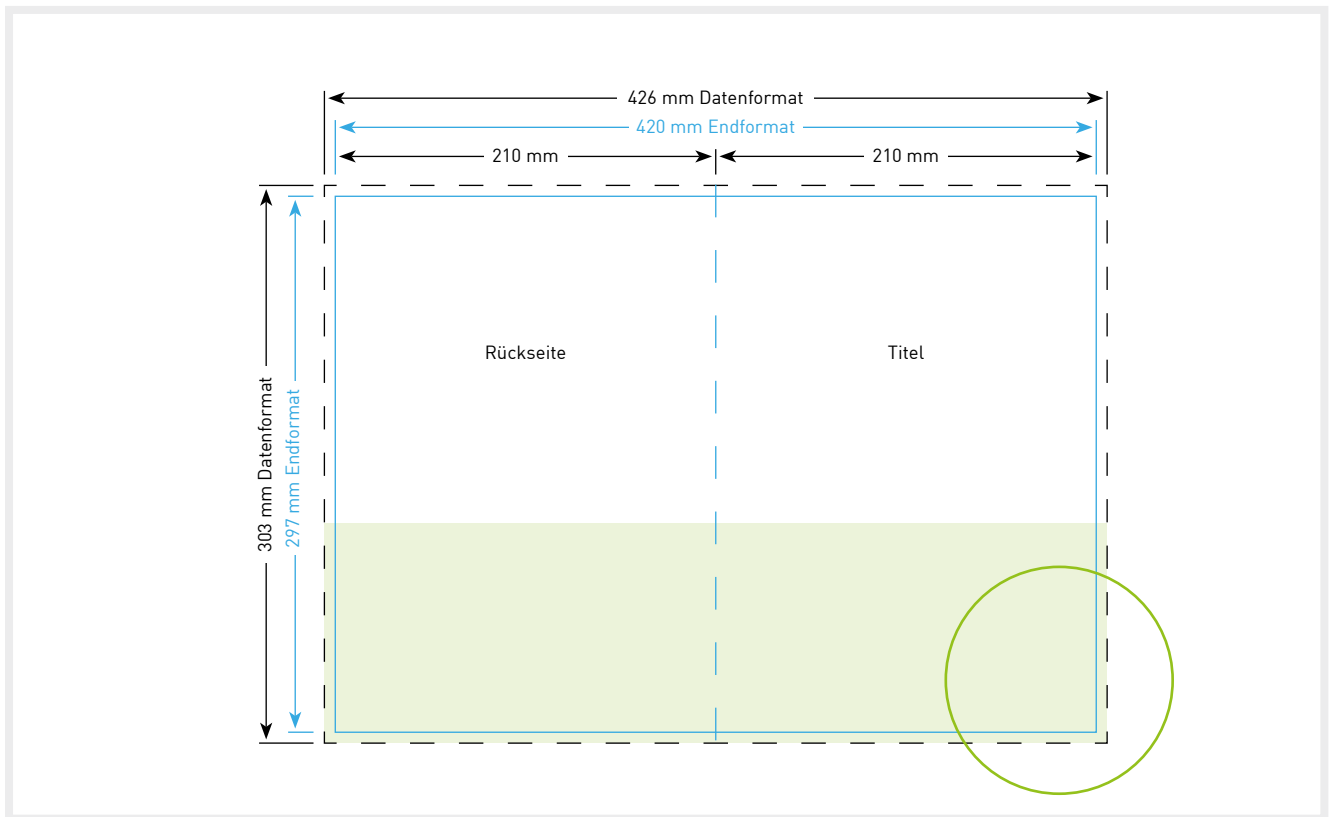 426 mm Datenformat
420 mm Endformat
210 mm
210 mm
303 mm Datenformat
297 mm Endformat
Rückseite
Titel